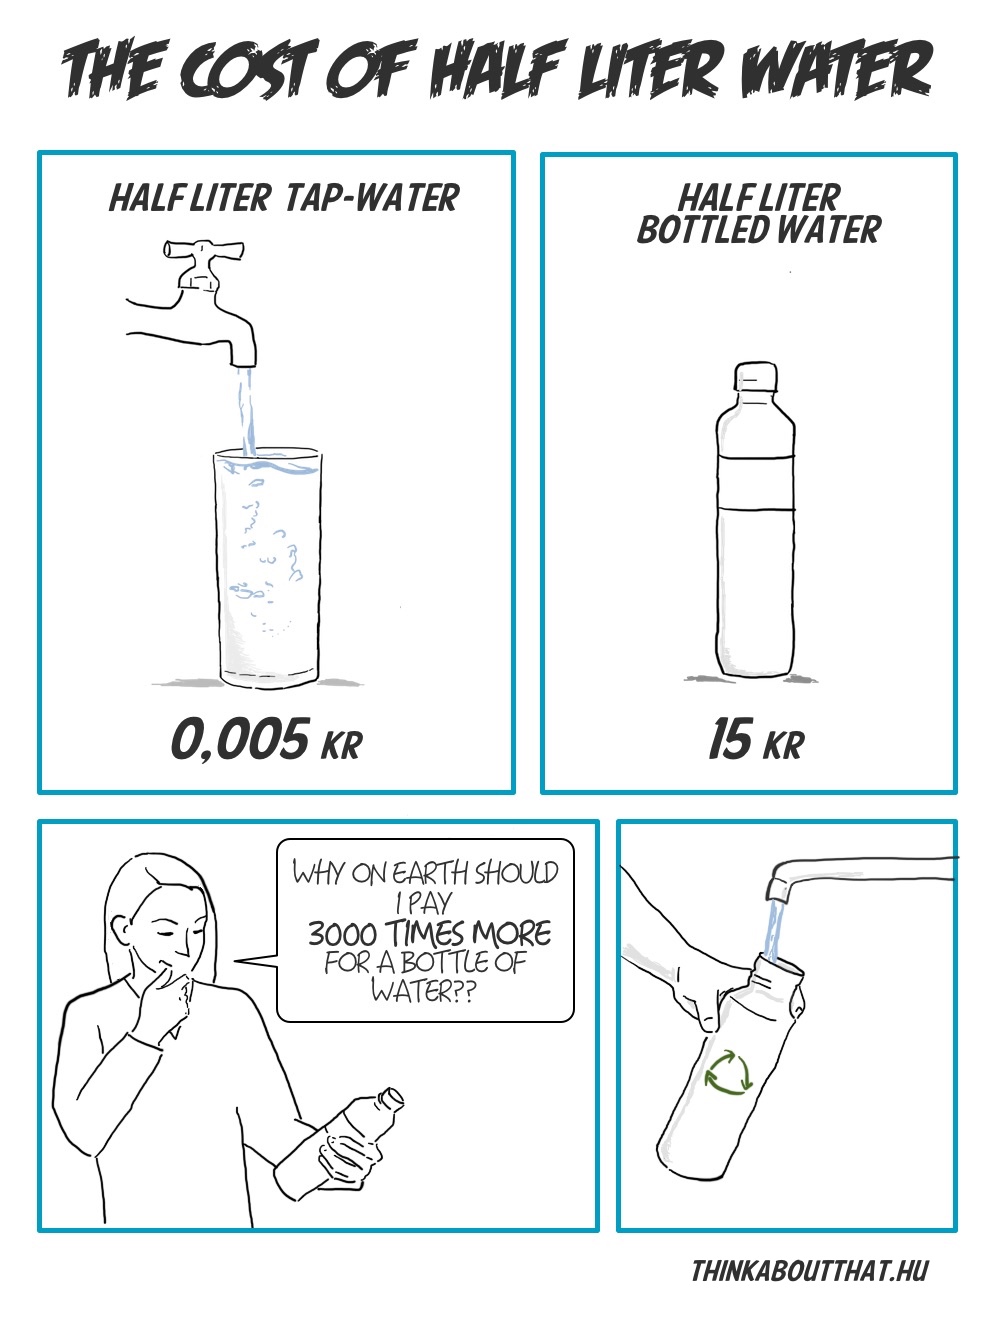 THE COST OF HALF LITER WATER
HALF LITER TAP-WATER
0,005 KR
HALF LITER
BOTTLED WATER
15 KR
WHY ON EARTH SHOULD
I PAY
3000 TIMES MORE
FOR A BOTTLE OF
WATER??
THINKABOUTTHAT.HU